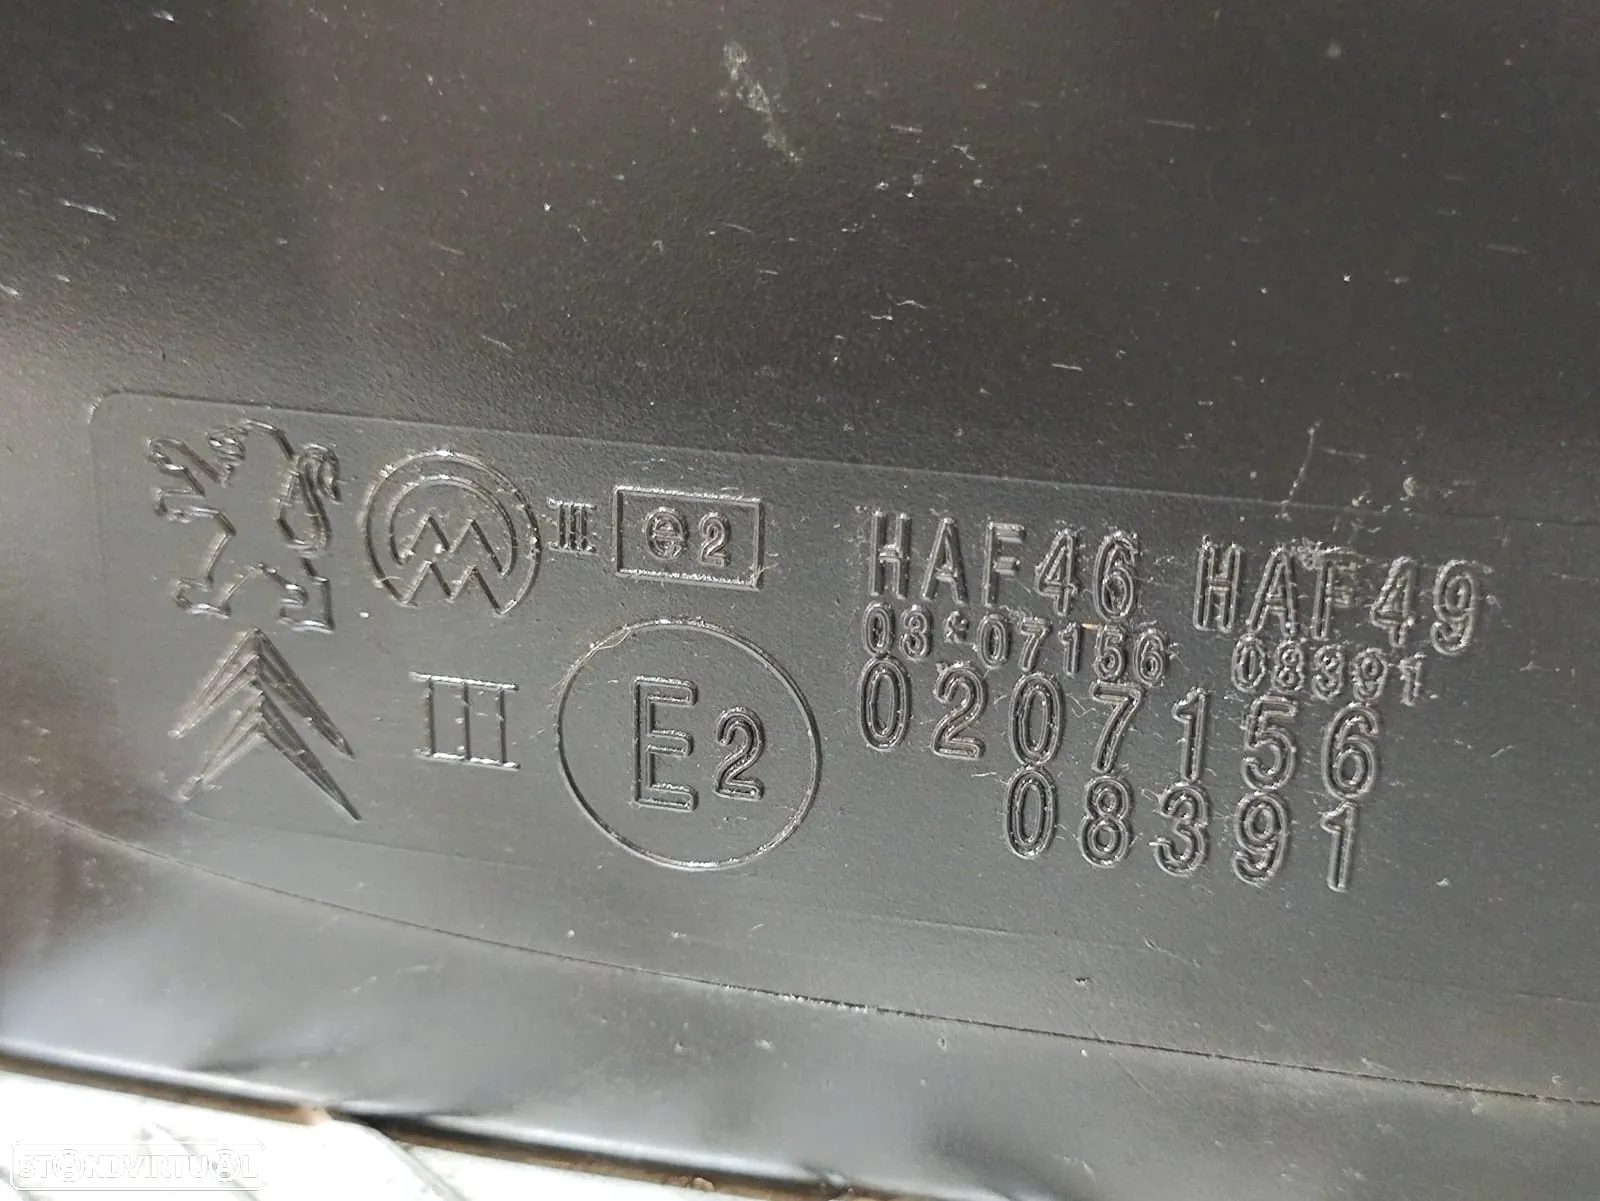 III e2 HAF46 HAF49
03*07156 08391
III E2 0207156
08391
STANDVIRTUAL